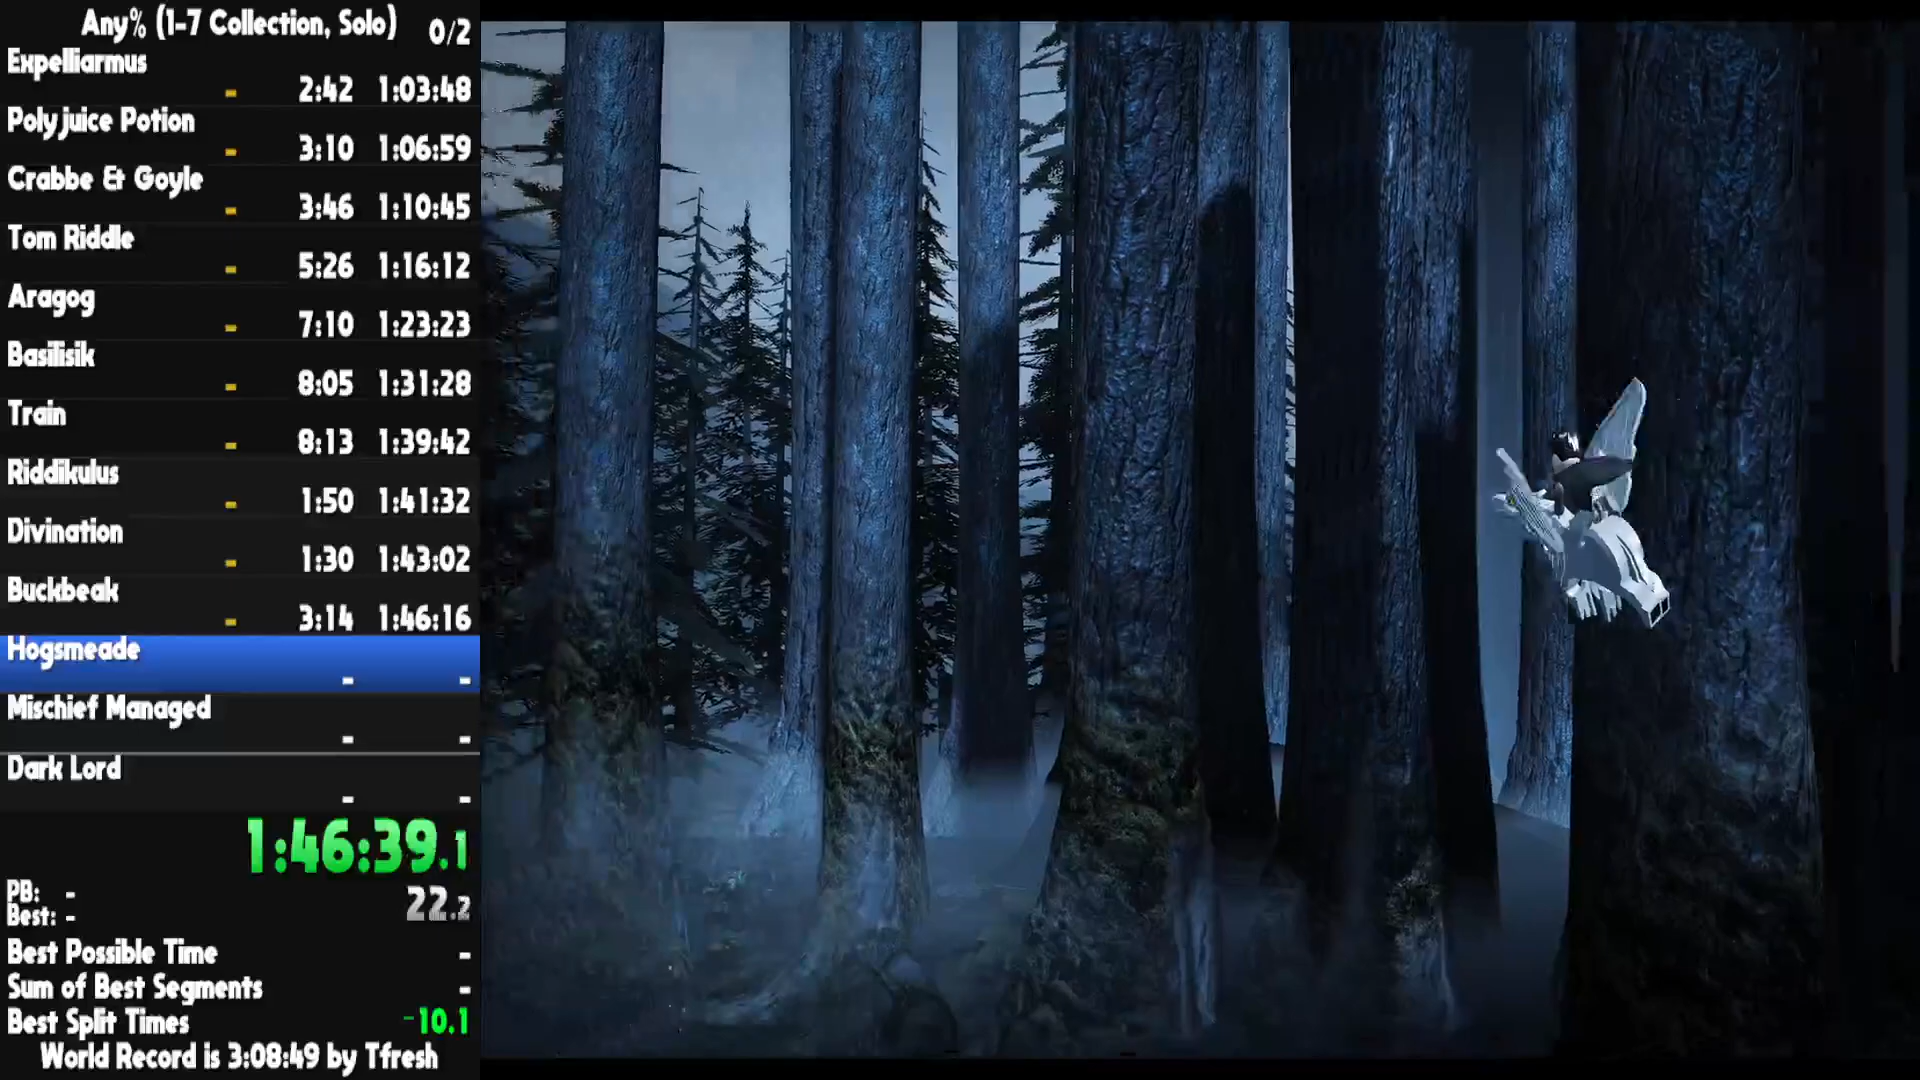 Any% (1-7 Collection, Solo) 0/2
Expelliarmus
- 2:42 1:03:48
Polyjuice Potion
- 3:10 1:06:59
Crabbe & Goyle
- 3:46 1:10:45
Tom Riddle
- 5:26 1:16:12
Aragog
- 7:10 1:23:23
Basilisik
- 8:05 1:31:28
Train
- 8:13 1:39:42
Riddikulus
- 1:50 1:41:32
Divination
- 1:30 1:43:02
Buckbeak
- 3:14 1:46:16
Hogsmeade
- -
Mischief Managed
- -
Dark Lord
- -
1:46:39.1
PB: -
Best: - 22.2
Best Possible Time -
Sum of Best Segments -
Best Split Times -10.1
World Record is 3:08:49 by Tfresh